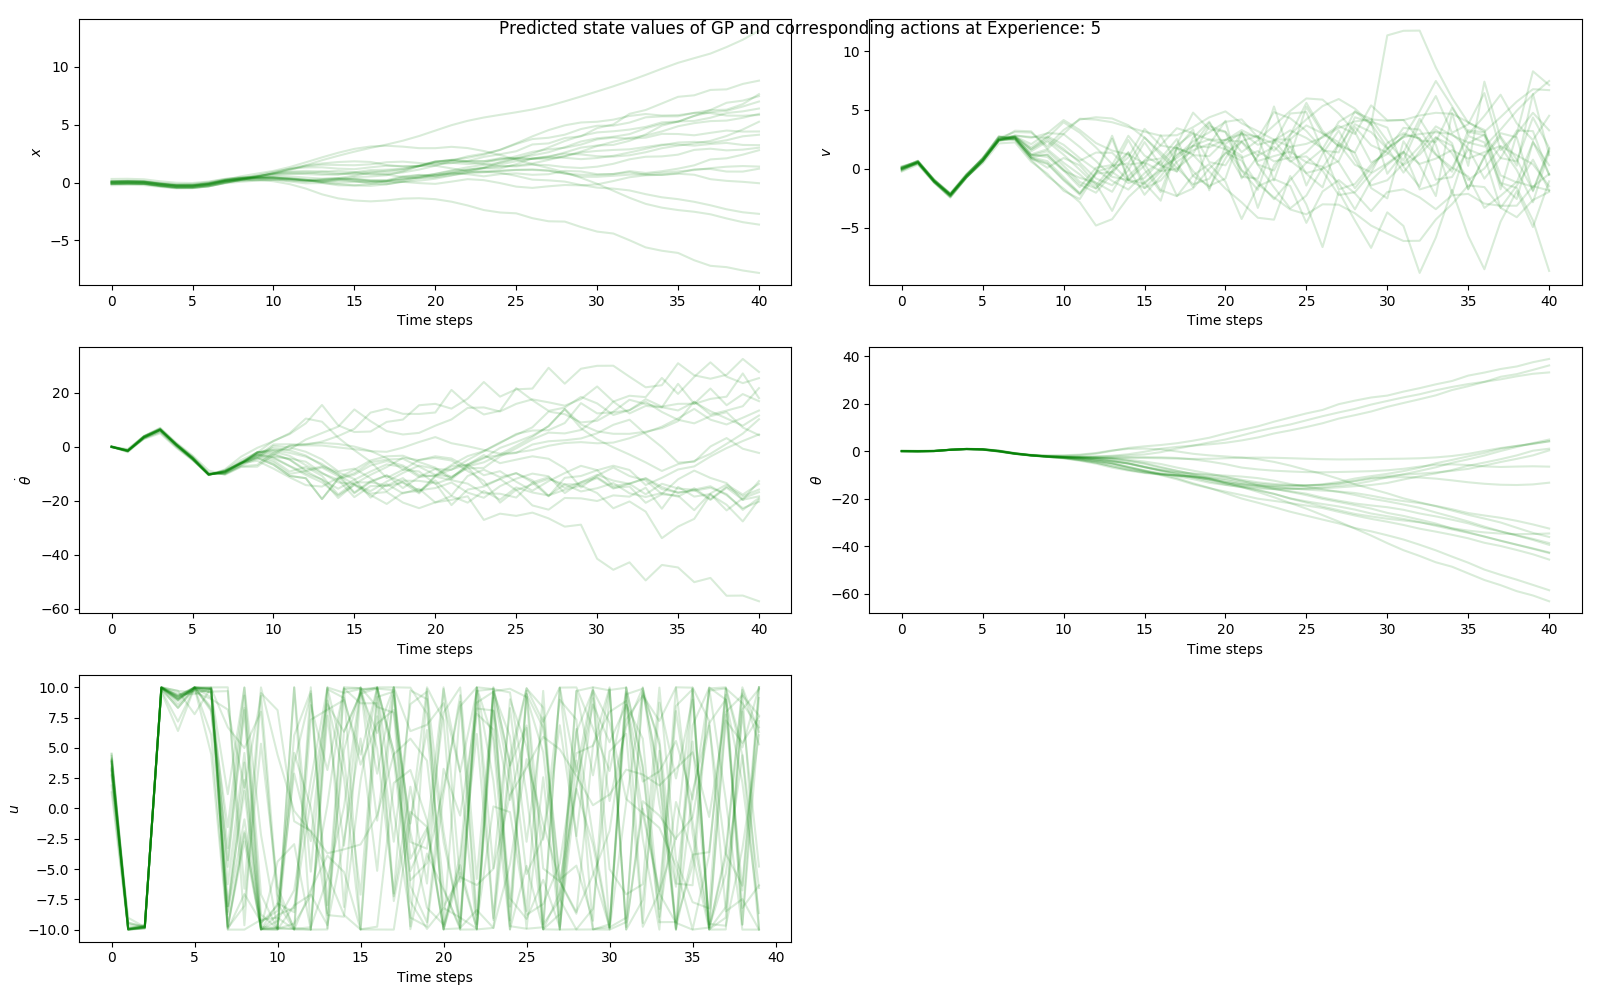 Predicted state values of GP and corresponding actions at Experience: 5
10
5
0
−5
x
0 5 10 15 20 25 30 35 40
Time steps
10
5
0
−5
v
0 5 10 15 20 25 30 35 40
Time steps
20
0
−20
−40
−60
θ̇
0 5 10 15 20 25 30 35 40
Time steps
40
20
0
−20
−40
−60
θ
0 5 10 15 20 25 30 35 40
Time steps
10.0
7.5
5.0
2.5
0.0
−2.5
−5.0
−7.5
−10.0
u
0 5 10 15 20 25 30 35 40
Time steps